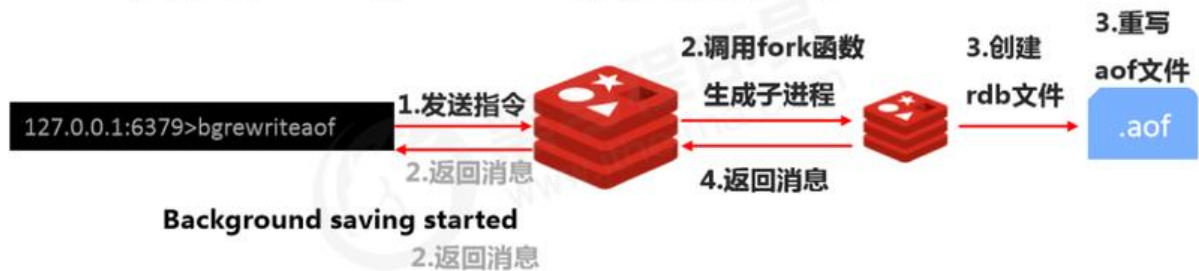 2.调用fork函数
生成子进程
3.创建
rdb文件
3.重写
aof文件
127.0.0.1:6379>bgrewriteaof
1.发送指令
.aof
2.返回消息
4.返回消息
Background saving started
2.返回消息